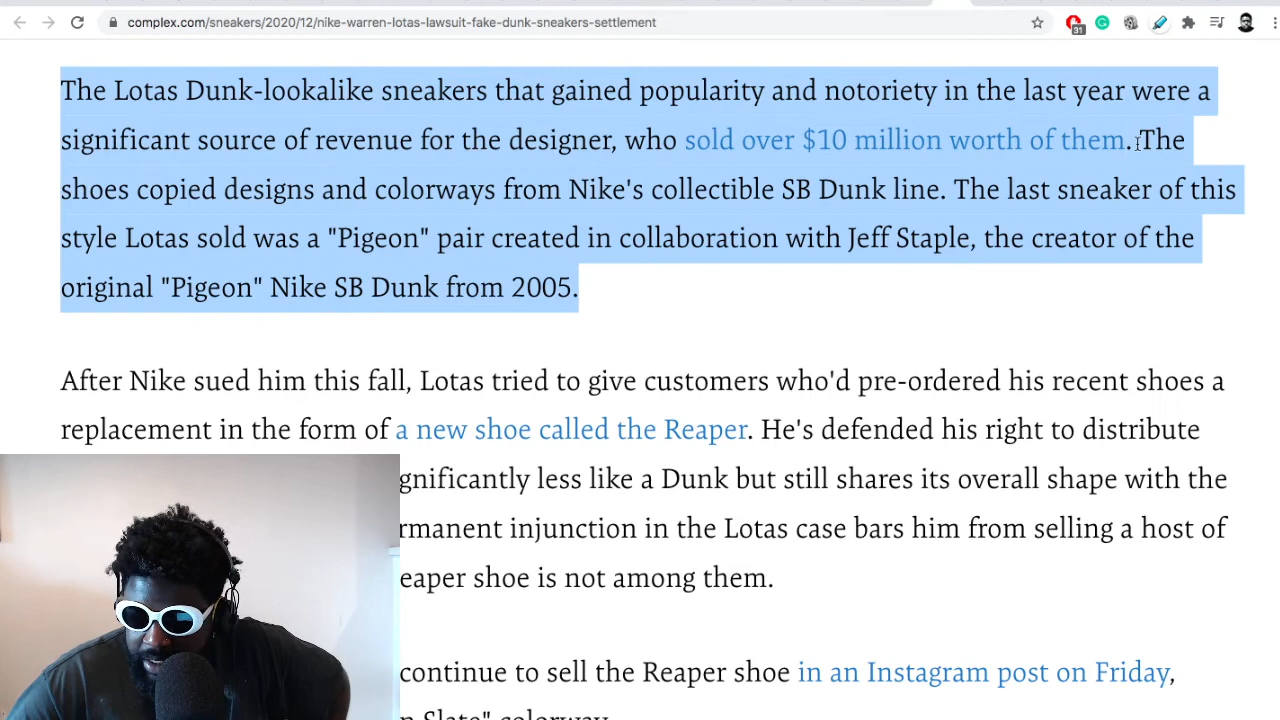 complex.com/sneakers/2020/12/nike-warren-lotas-lawsuit-fake-dunk-sneakers-settlement
31
The Lotas Dunk-lookalike sneakers that gained popularity and notoriety in the last year were a
significant source of revenue for the designer, who sold over $10 million worth of them. The
shoes copied designs and colorways from Nike's collectible SB Dunk line. The last sneaker of this
style Lotas sold was a "Pigeon" pair created in collaboration with Jeff Staple, the creator of the
original "Pigeon" Nike SB Dunk from 2005.
After Nike sued him this fall, Lotas tried to give customers who'd pre-ordered his recent shoes a
replacement in the form of a new shoe called the Reaper. He's defended his right to distribute
gnificantly less like a Dunk but still shares its overall shape with the
rmanent injunction in the Lotas case bars him from selling a host of
eaper shoe is not among them.
continue to sell the Reaper shoe in an Instagram post on Friday,
n Slate" colorway.